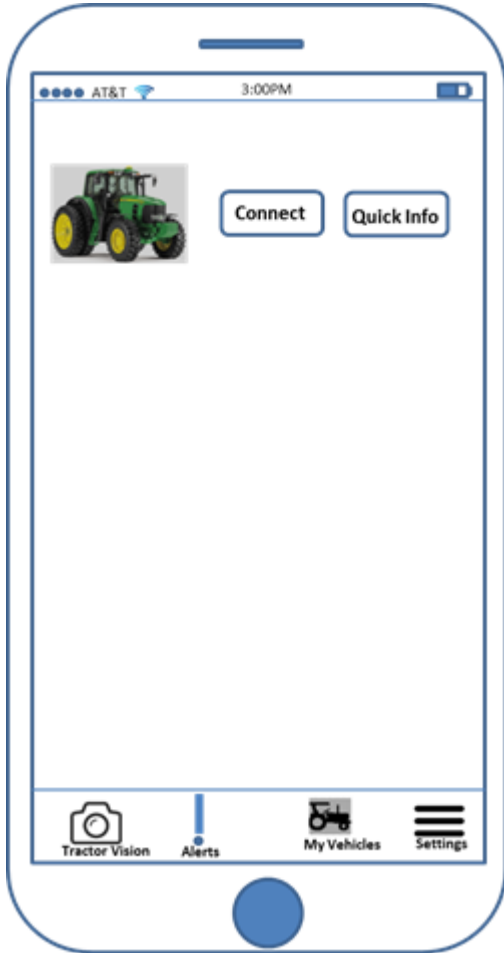 AT&T 3:00PM
Connect Quick Info
Tractor Vision Alerts My Vehicles Settings